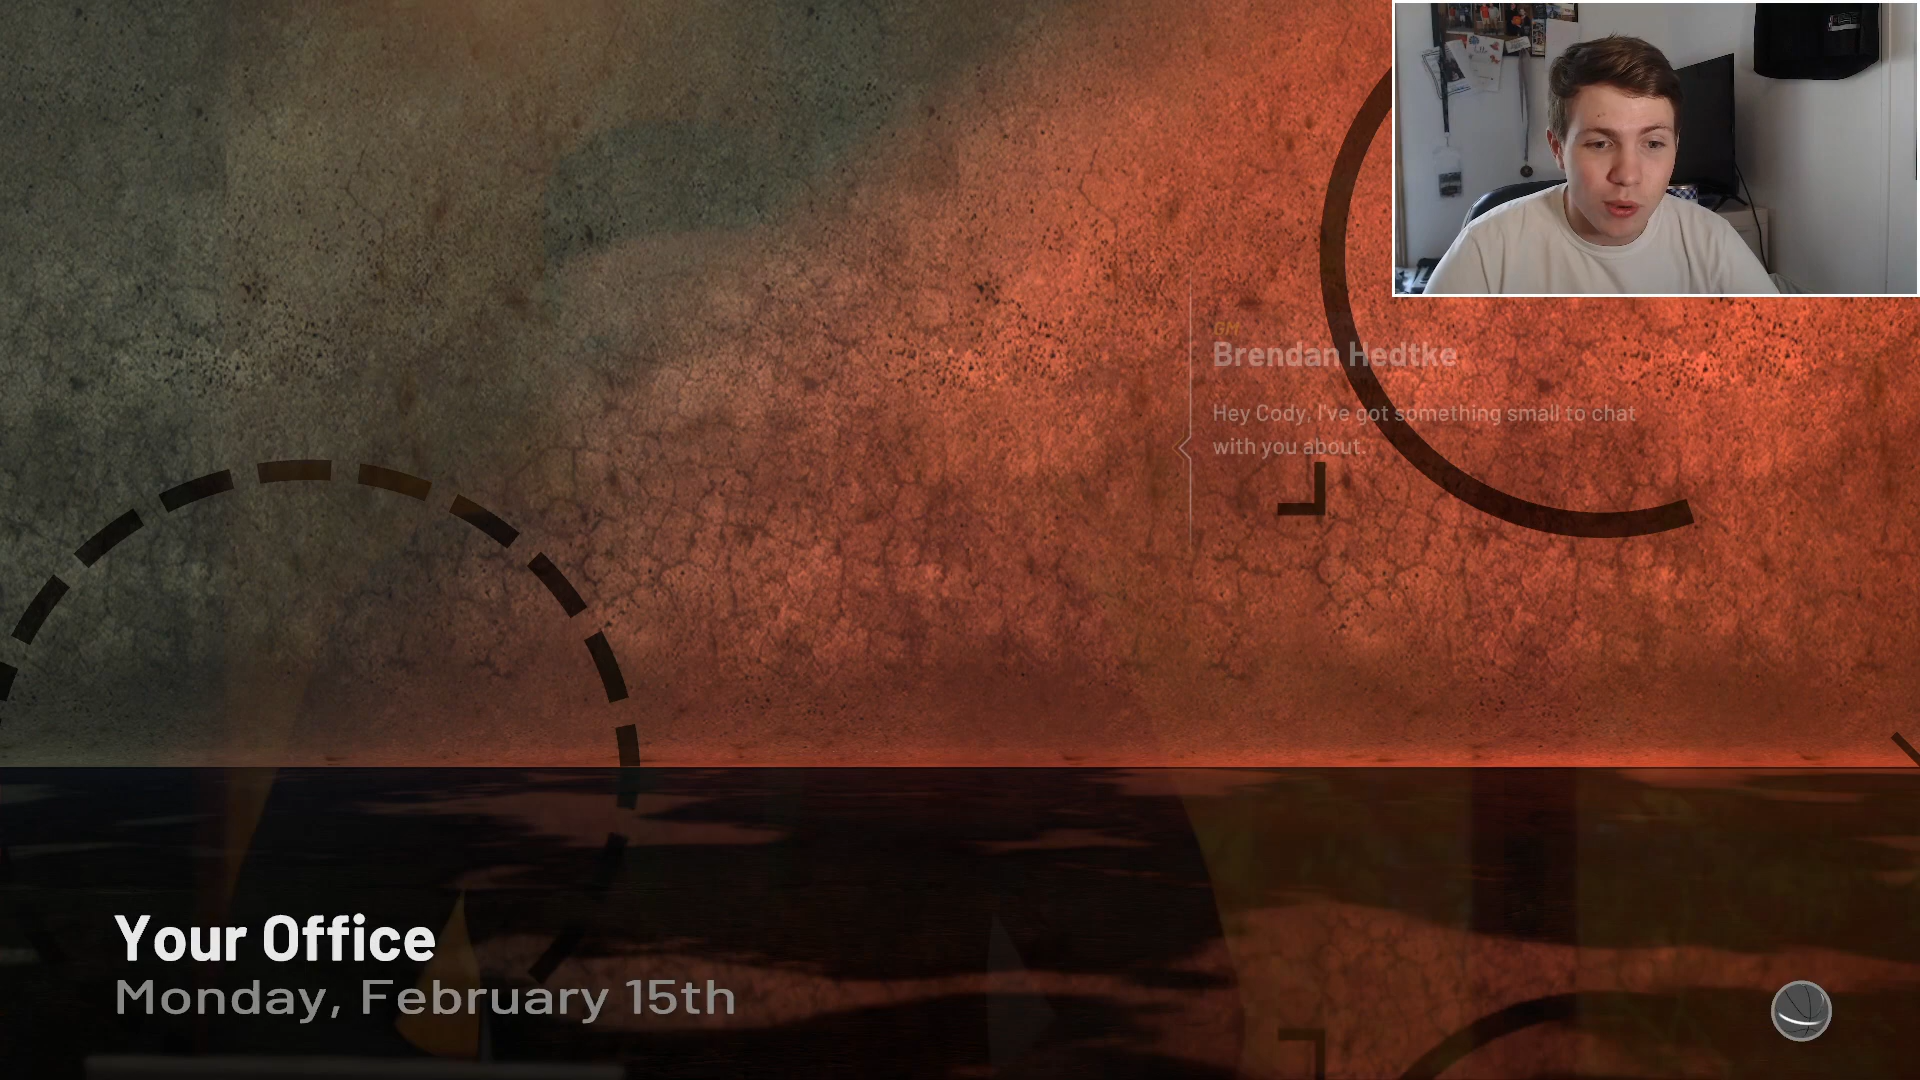 GM
Brendan Hedtke
Hey Cody, I've got something small to chat
with you about.
Your Office
Monday, February 15th